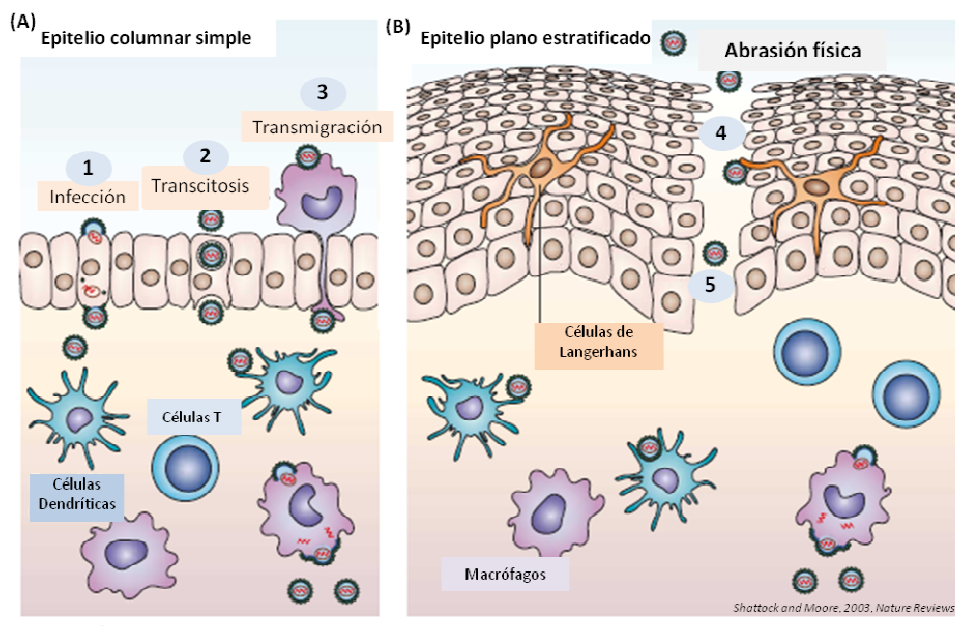 (A)
Epitelio columnar simple
3
Transmigración
2
Transcitosis
1
Infección
Células T
Células
Dendríticas
(B)
Epitelio plano estratificado
Abrasión física
4
5
Células de
Langerhans
Macrófagos
Shattock and Moore, 2003, Nature Reviews